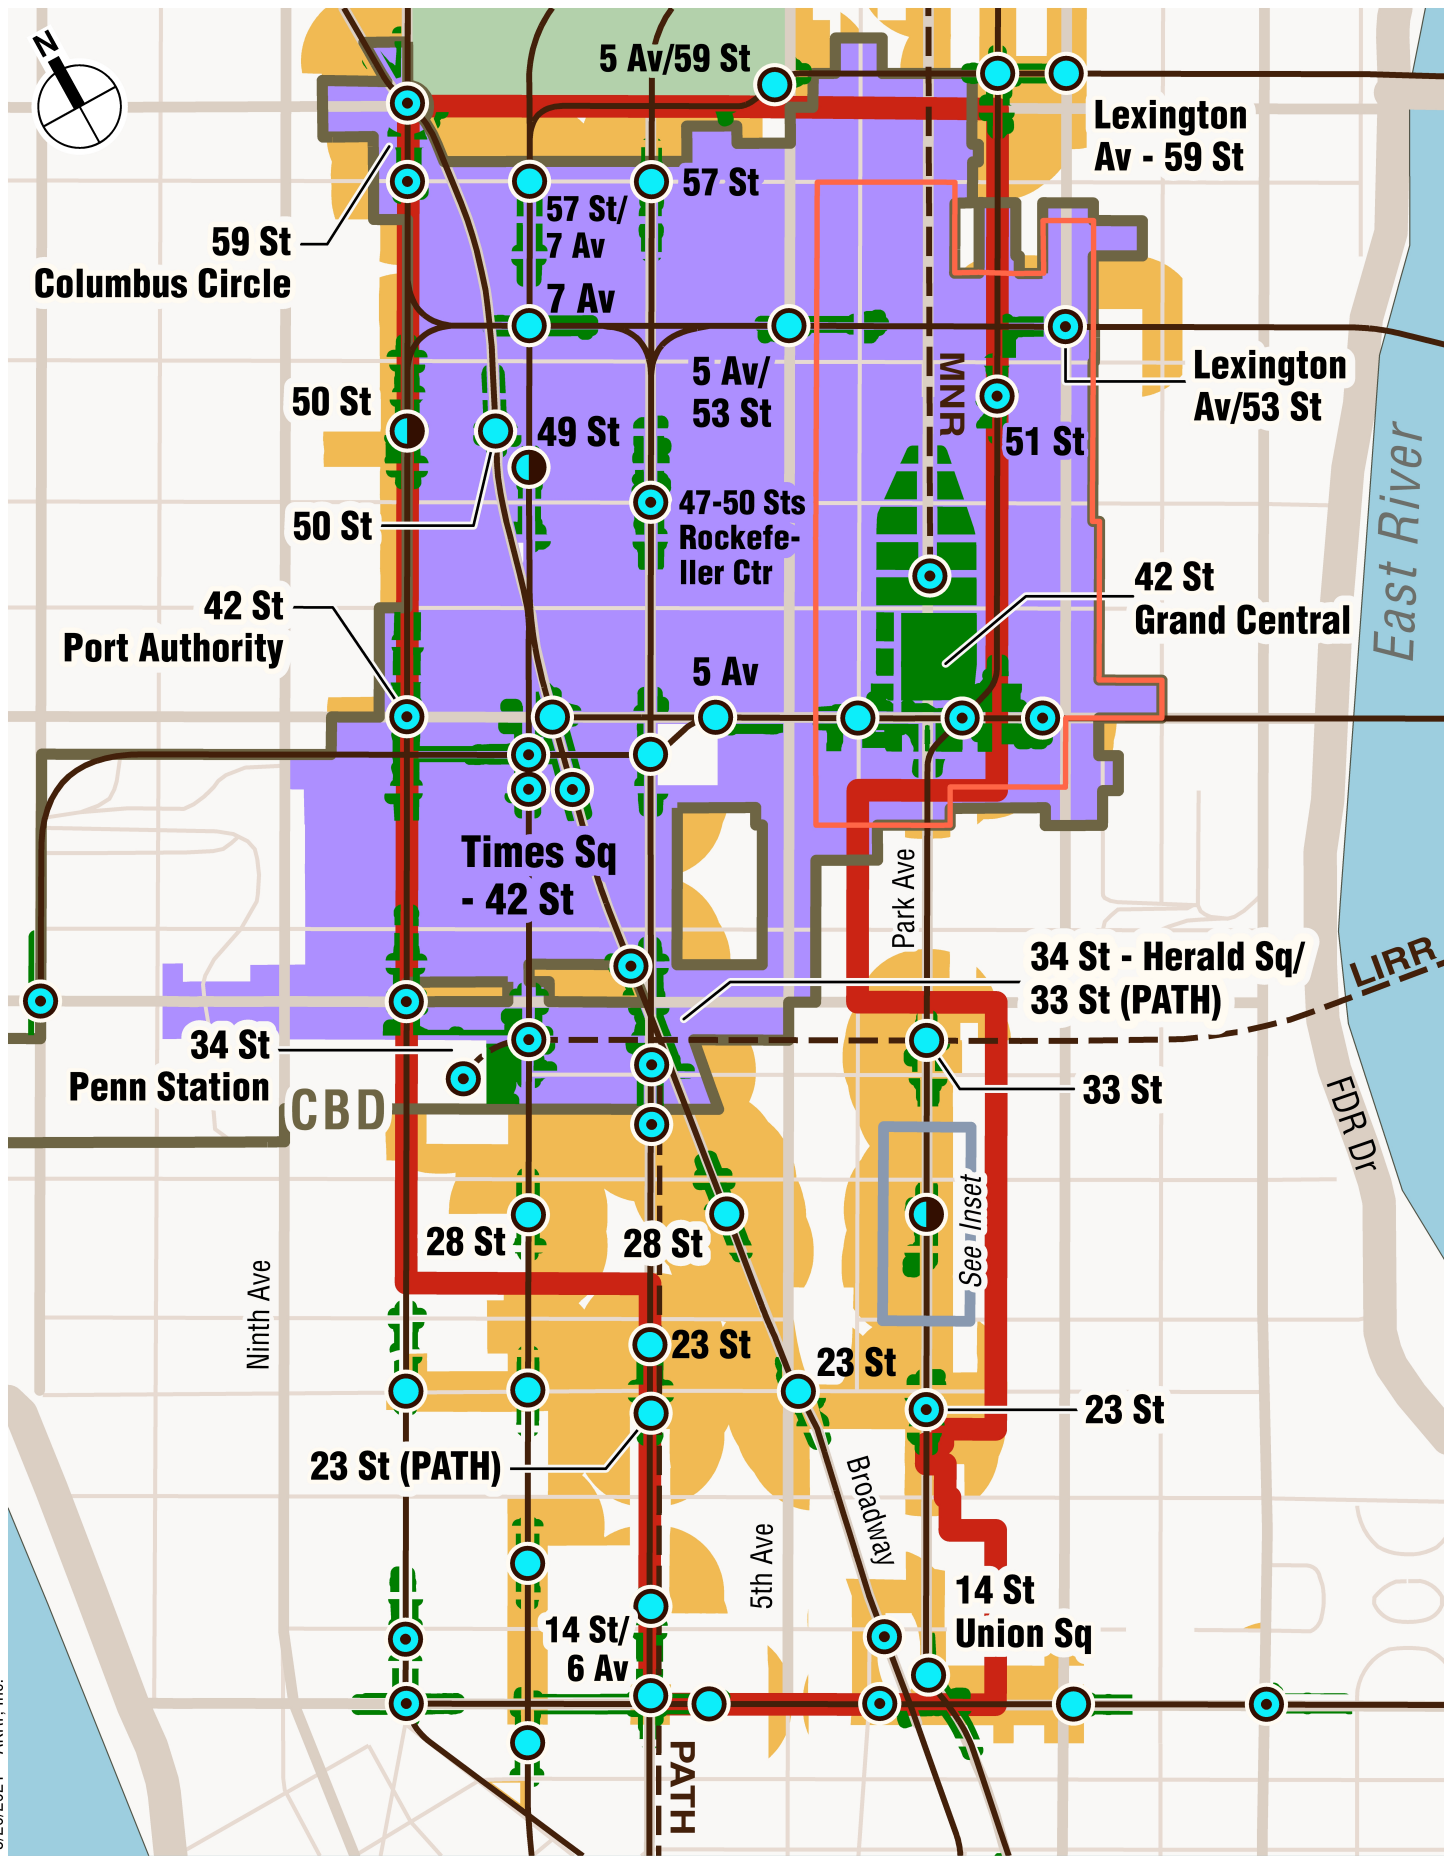 N
5 Av/59 St
Lexington
Av - 59 St
57 St
57 St/
7 Av
59 St
Columbus Circle
7 Av
MNR
5 Av/
53 St
Lexington
Av/53 St
50 St
49 St
51 St
50 St
47-50 Sts
Rockefe-
ller Ctr
East River
42 St
Grand Central
42 St
Port Authority
5 Av
Times Sq
- 42 St
Park Ave
34 St - Herald Sq/
33 St (PATH)
LIRR
34 St
Penn Station
33 St
CBD
FDR Dr
See Inset
28 St
28 St
Ninth Ave
23 St
23 St
23 St
23 St (PATH)
Broadway
5th Ave
14 St
Union Sq
14 St/
6 Av
PATH